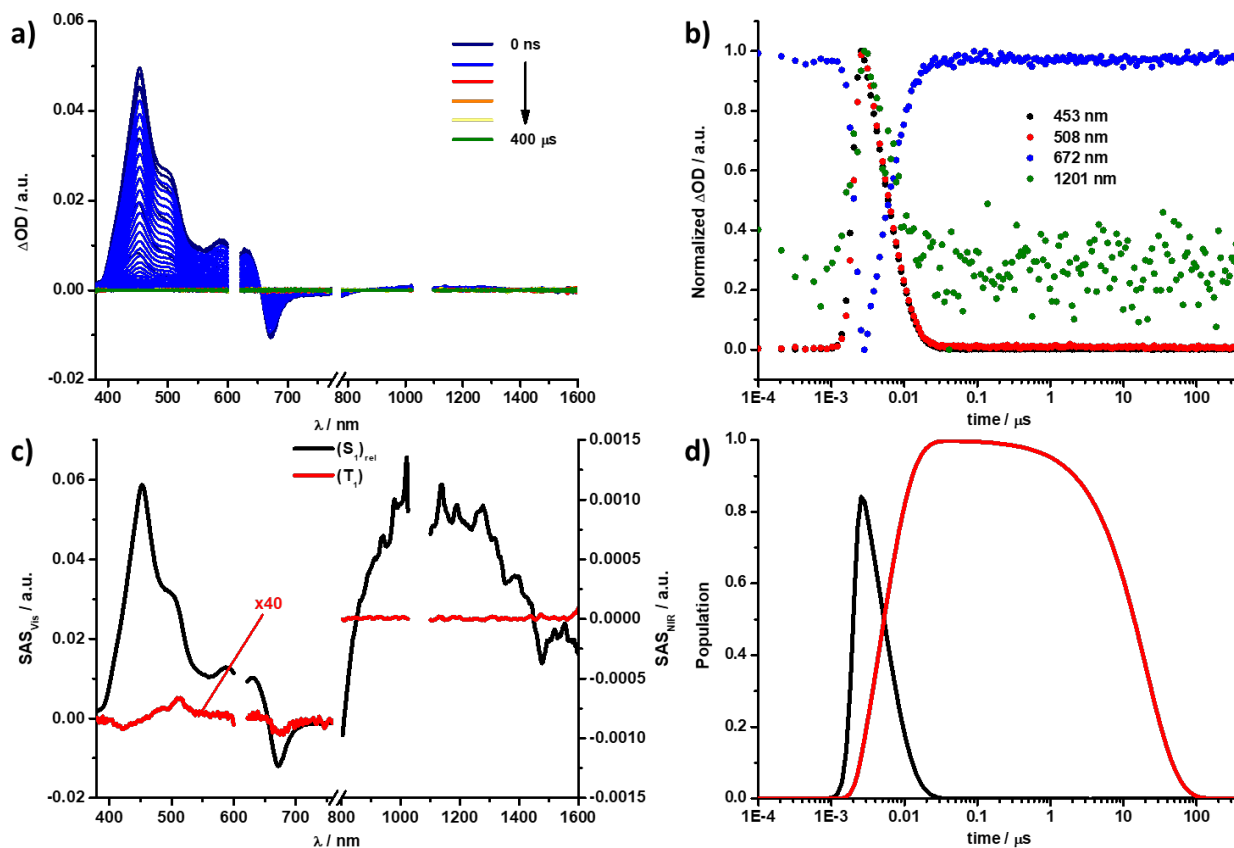 a)
0.06
0.04
0.02
0.00
-0.02
ΔOD / a.u.
0 ns
400 μs
500
600
700
800
1000
1200
1400
1600
λ / nm
b)
1.0
0.8
0.6
0.4
0.2
0.0
Normalized ΔOD / a.u.
453 nm
508 nm
672 nm
1201 nm
1E-4
1E-3
0.01
0.1
1
10
100
time / μs
c)
0.06
0.04
0.02
0.00
-0.02
SAS_Vis / a.u.
(S₁)rel
(T₁)
x40
0.0015
0.0010
0.0005
0.0000
-0.0005
-0.0010
-0.0015
SAS_NIR / a.u.
400
500
600
700
800
1000
1200
1400
1600
λ / nm
d)
1.0
0.8
0.6
0.4
0.2
0.0
Population
1E-4
1E-3
0.01
0.1
1
10
100
time / μs